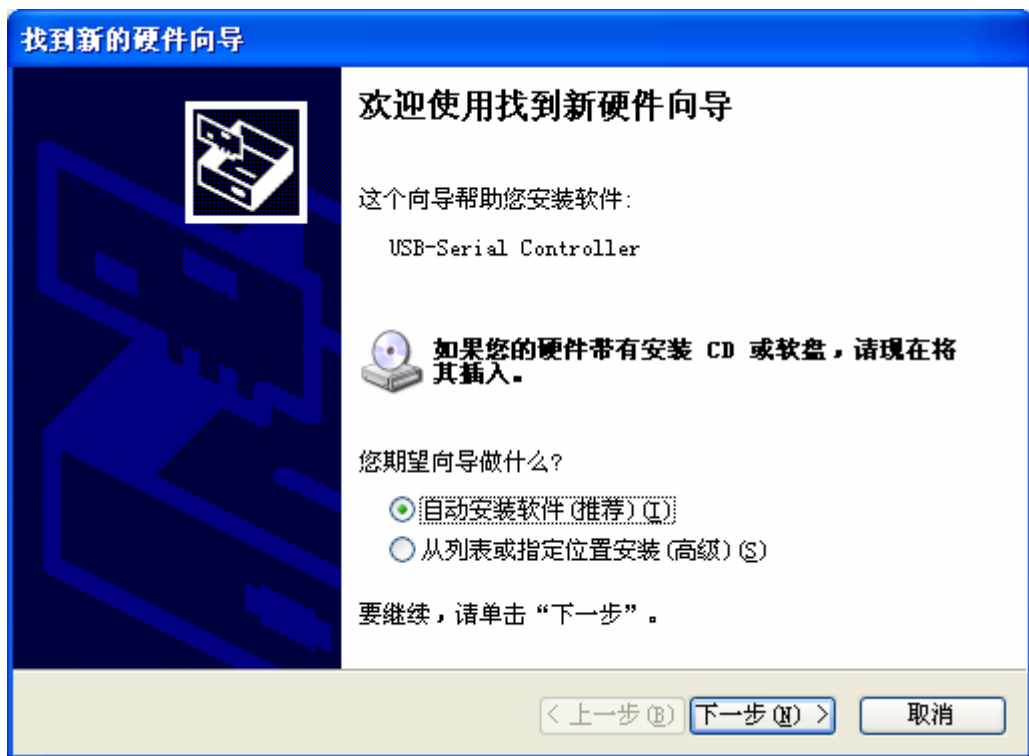 找到新的硬件向导
欢迎使用找到新硬件向导
这个向导帮助您安装软件:
USB-Serial Controller
如果您的硬件带有安装 CD 或软盘，请现在将
其插入。
您期望向导做什么?
自动安装软件(推荐)(I)
从列表或指定位置安装(高级)(S)
要继续，请单击“下一步”。
< 上一步(B) 下一步(N) > 取消